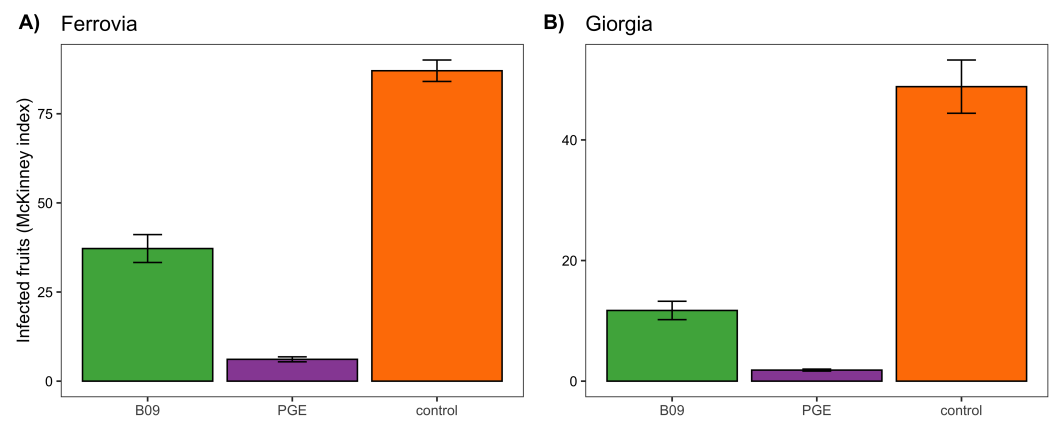 A) Ferrovia
B) Giorgia
Infected fruits (McKinney index)
75
50
25
0
B09 PGE control
40
20
0
B09 PGE control